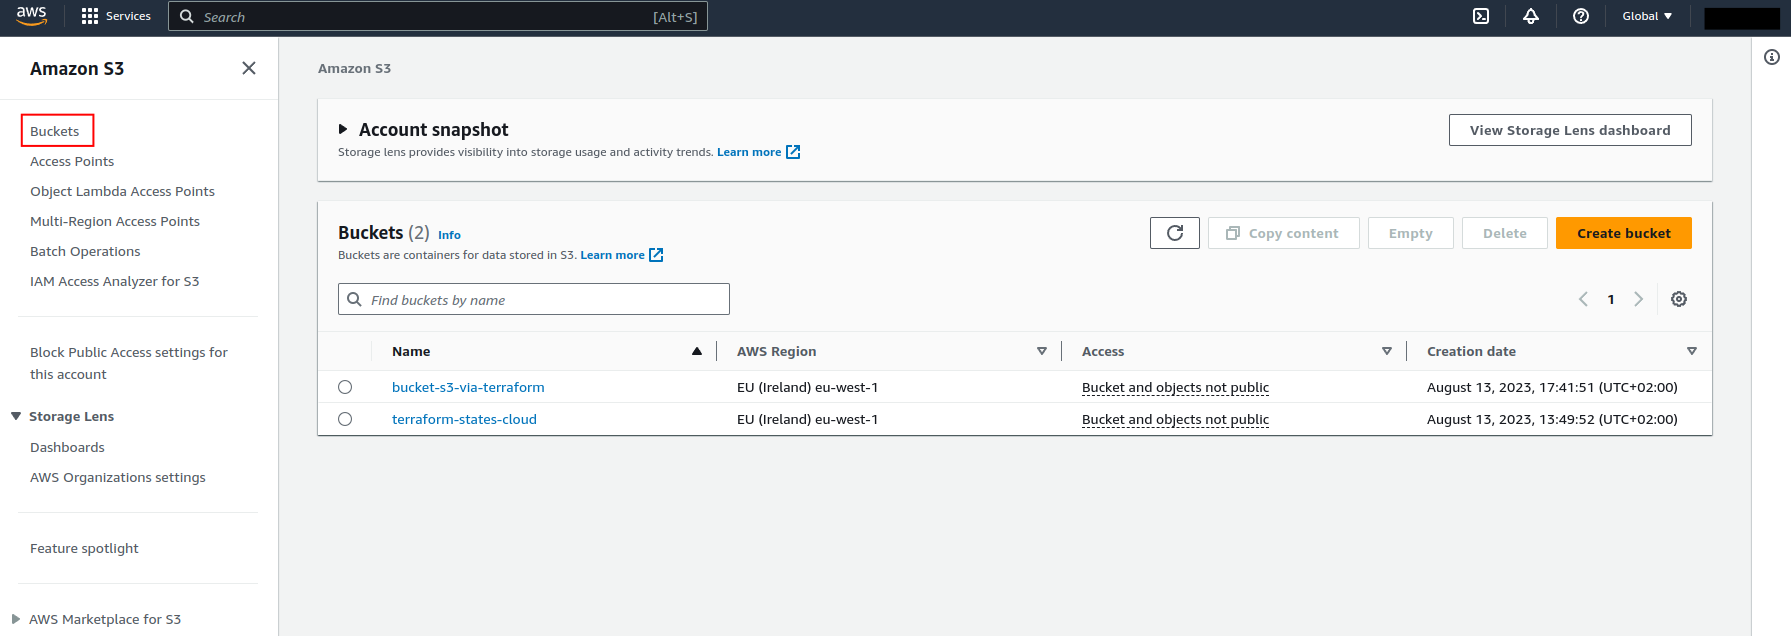 aws
Services
Search
[Alt+S]
Global
Amazon S3
Buckets
Access Points
Object Lambda Access Points
Multi-Region Access Points
Batch Operations
IAM Access Analyzer for S3
Block Public Access settings for
this account
Storage Lens
Dashboards
AWS Organizations settings
Feature spotlight
AWS Marketplace for S3
Amazon S3
Account snapshot
Storage lens provides visibility into storage usage and activity trends. Learn more
View Storage Lens dashboard
Buckets (2) Info
Buckets are containers for data stored in S3. Learn more
Copy content
Empty
Delete
Create bucket
Find buckets by name
1
Name AWS Region Access Creation date
bucket-s3-via-terraform EU (Ireland) eu-west-1 Bucket and objects not public August 13, 2023, 17:41:51 (UTC+02:00)
terraform-states-cloud EU (Ireland) eu-west-1 Bucket and objects not public August 13, 2023, 13:49:52 (UTC+02:00)